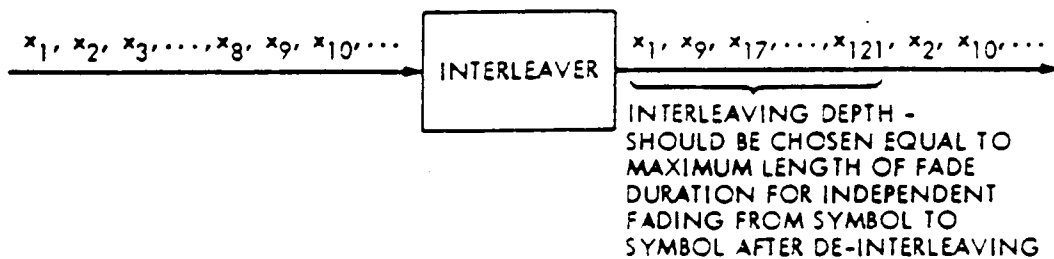 x₁, x₂, x₃, ..., x₈, x₉, x₁₀, ...
INTERLEAVER
x₁, x₉, x₁₇, ..., x₁₂₁, x₂, x₁₀, ...
INTERLEAVING DEPTH -
SHOULD BE CHOSEN EQUAL TO
MAXIMUM LENGTH OF FADE
DURATION FOR INDEPENDENT
FADING FROM SYMBOL TO
SYMBOL AFTER DE-INTERLEAVING